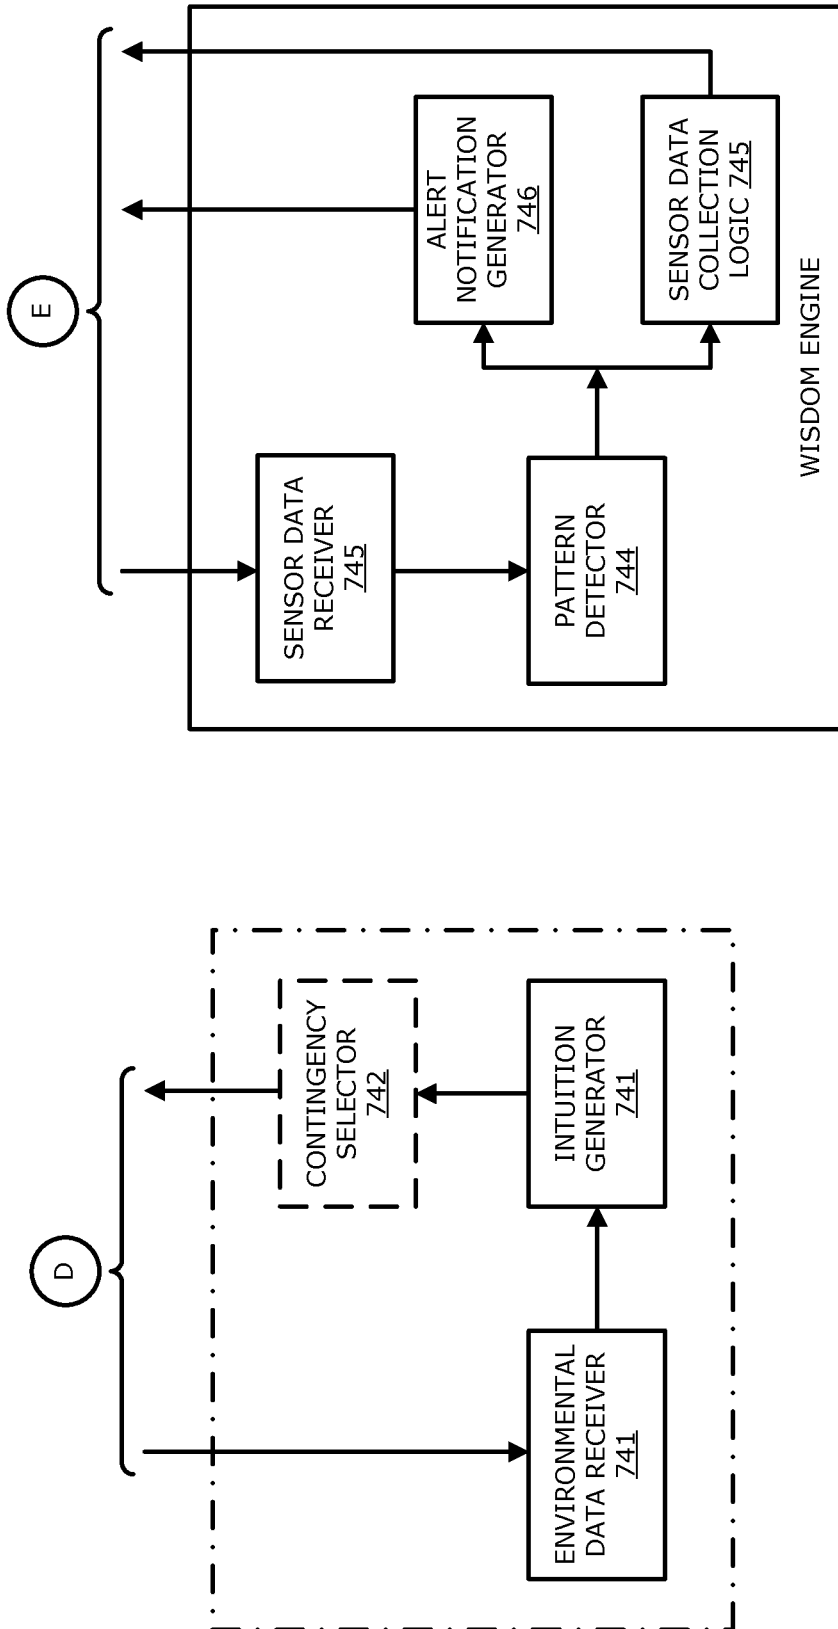 D
ENVIRONMENTAL
DATA RECEIVER
741
INTUITION
GENERATOR
741
CONTINGENCY
SELECTOR
742
E
SENSOR DATA
RECEIVER
745
PATTERN
DETECTOR
744
ALERT
NOTIFICATION
GENERATOR
746
SENSOR DATA
COLLECTION
LOGIC 745
WISDOM ENGINE